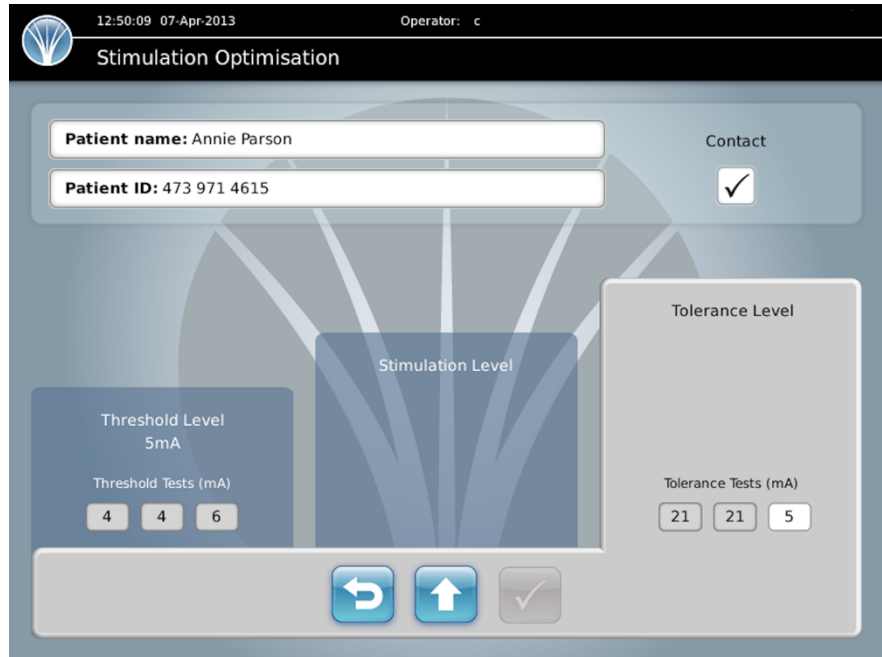 12:50:09 07-Apr-2013 Operator: c
Stimulation Optimisation
Patient name: Annie Parson
Contact
Patient ID: 473 971 4615
Tolerance Level
Stimulation Level
Threshold Level
5mA
Threshold Tests (mA)
4 4 6
Tolerance Tests (mA)
21 21 5